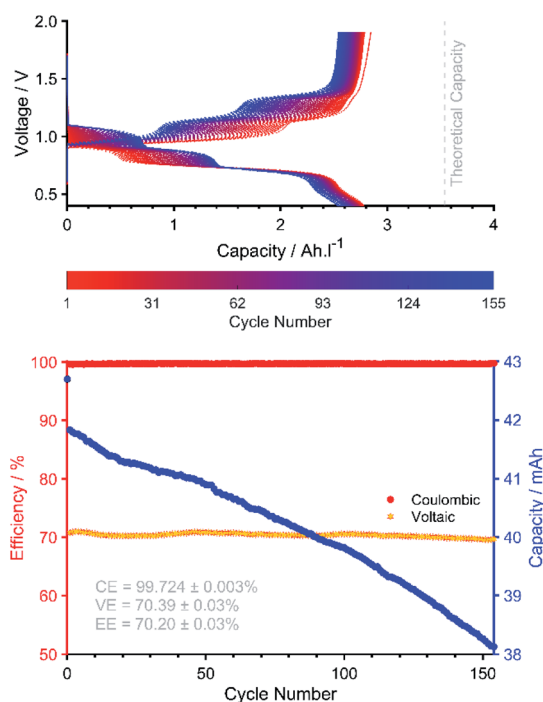 2.0
1.5
1.0
0.5
Voltage / V
Theoretical Capacity
0 1 2 3 4
Capacity / Ah.l⁻¹
1 31 62 93 124 155
Cycle Number
100
90
80
70
60
50
Efficiency / %
43
42
41
40
39
38
Capacity / mAh
Coulombic
Voltaic
CE = 99.724 ± 0.003%
VE = 70.39 ± 0.03%
EE = 70.20 ± 0.03%
0 50 100 150
Cycle Number